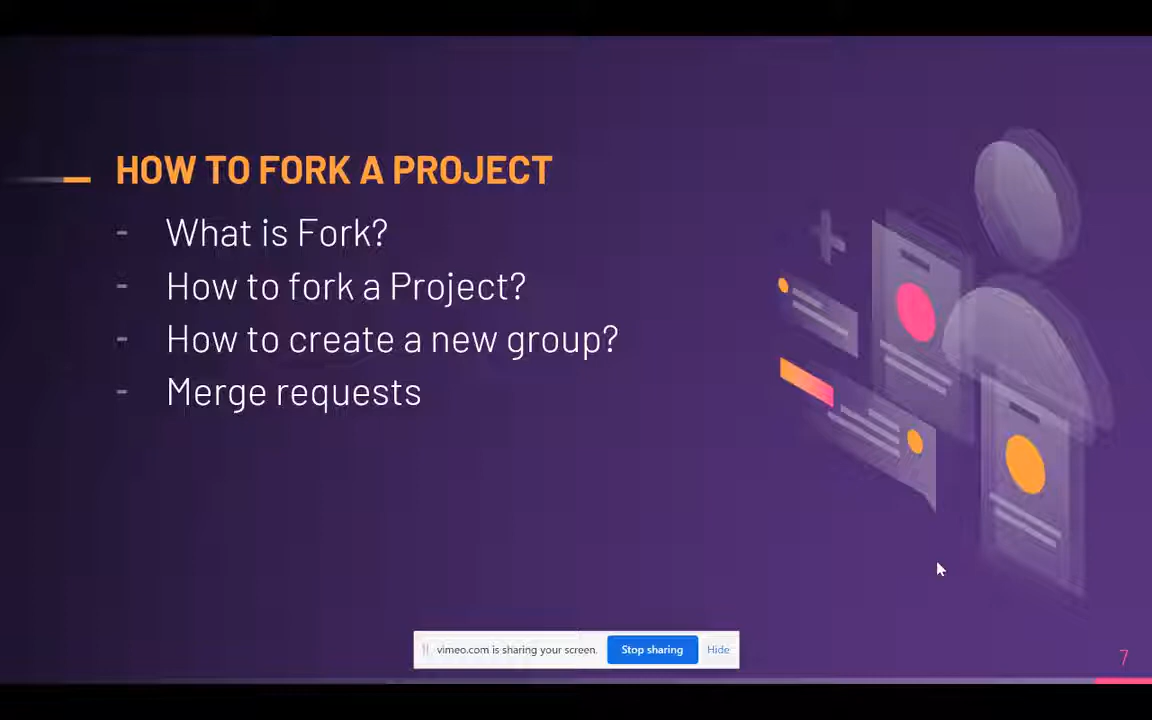 HOW TO FORK A PROJECT
- What is Fork?
- How to fork a Project?
- How to create a new group?
- Merge requests
vimeo.com is sharing your screen. Stop sharing Hide
7